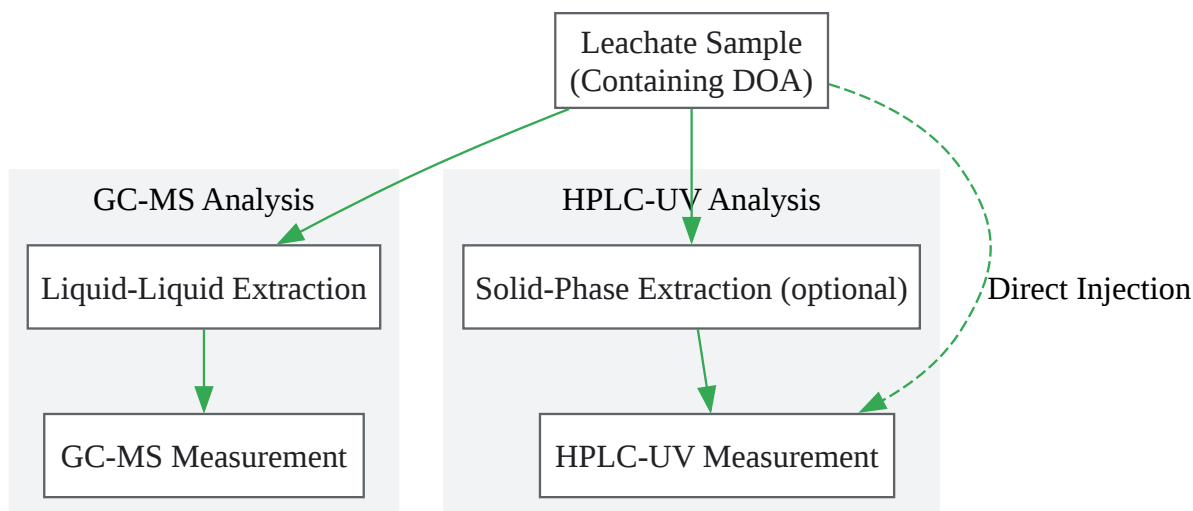 Leachate Sample
(Containing DOA)
GC-MS Analysis
HPLC-UV Analysis
Liquid-Liquid Extraction
Solid-Phase Extraction (optional)
Direct Injection
GC-MS Measurement
HPLC-UV Measurement